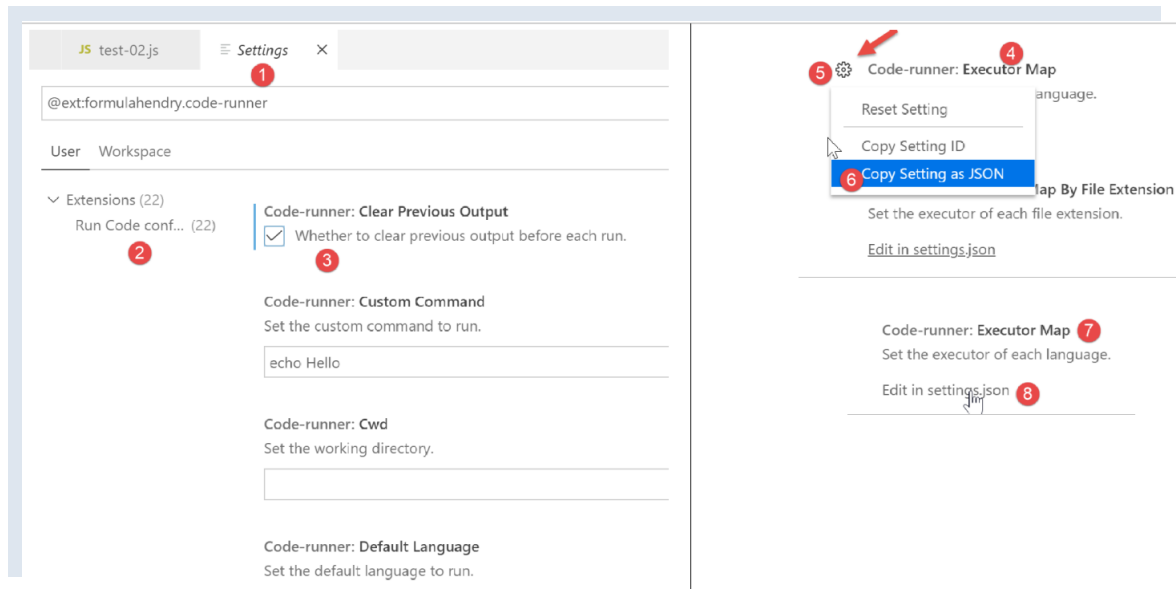 JS test-02.js
Settings
1
@ext:formulahendry.code-runner
User Workspace
Extensions (22)
Run Code conf... (22)
2
Code-runner: Clear Previous Output
Whether to clear previous output before each run.
3
Code-runner: Custom Command
Set the custom command to run.
echo Hello
Code-runner: Cwd
Set the working directory.
Code-runner: Default Language
Set the default language to run.
4
5 Code-runner: Executor Map
anguage.
Reset Setting
Copy Setting ID
6 Copy Setting as JSON
Map By File Extension
Set the executor of each file extension.
Edit in settings.json
Code-runner: Executor Map 7
Set the executor of each language.
Edit in settings.json 8